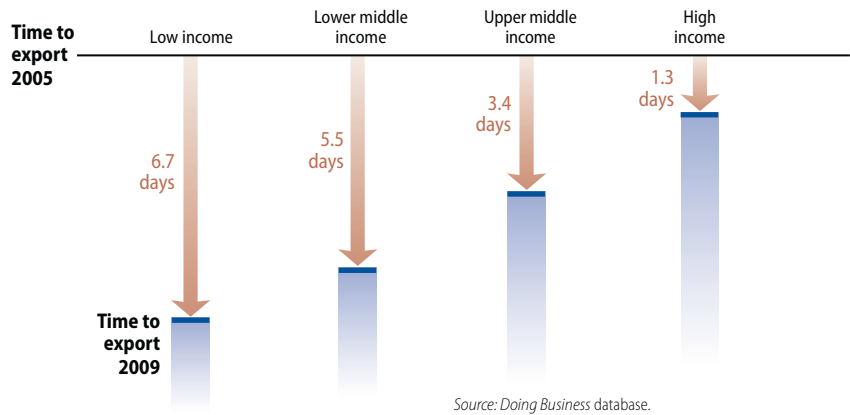 Time to
export
2005
Low income
Lower middle
income
Upper middle
income
High
income
6.7
days
5.5
days
3.4
days
1.3
days
Time to
export
2009
Source: Doing Business database.